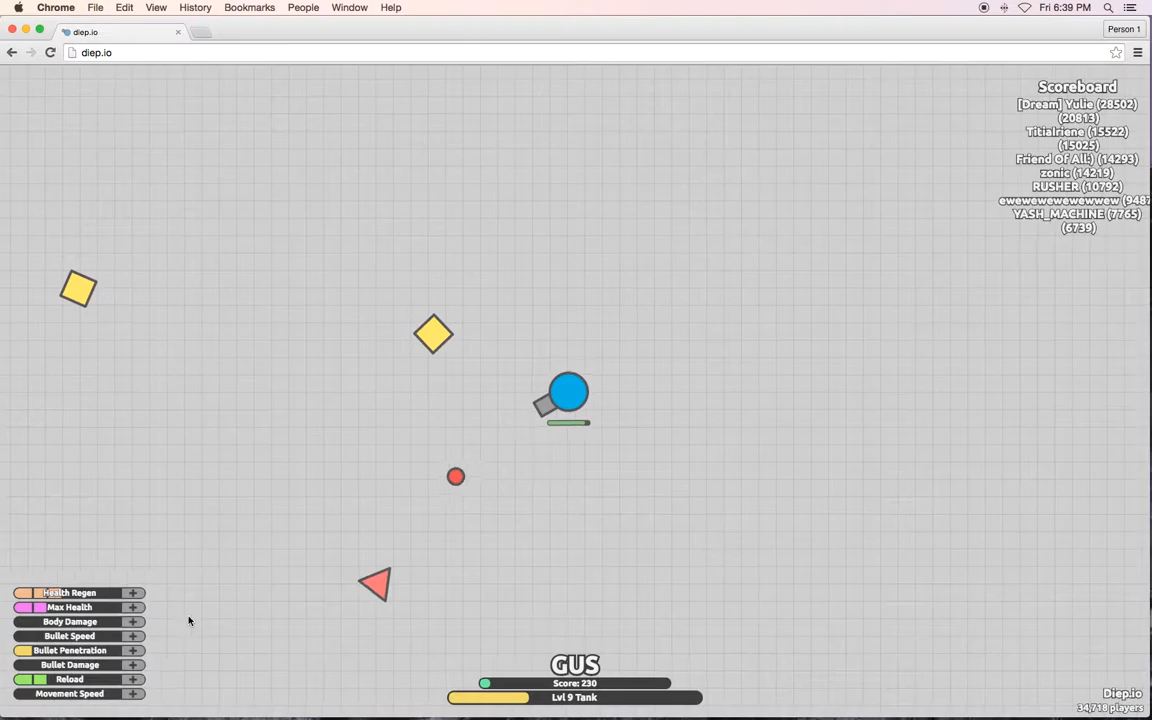 Chrome File Edit View History Bookmarks People Window Help Fri 6:39 PM
diep.io Person 1
diep.io
Scoreboard
[Dream] Yulie (28502)
(20813)
Titialriene (15522)
(15025)
Friend Of All:) (14293)
zonic (14219)
RUSHER (10792)
ewewewewewewwew (9487
YASH_MACHINE (7765)
(6739)
Health Regen
Max Health
Body Damage
Bullet Speed
Bullet Penetration
Bullet Damage
Reload
Movement Speed
GUS
Score: 230
Lvl 9 Tank
Diep.io
34,718 players